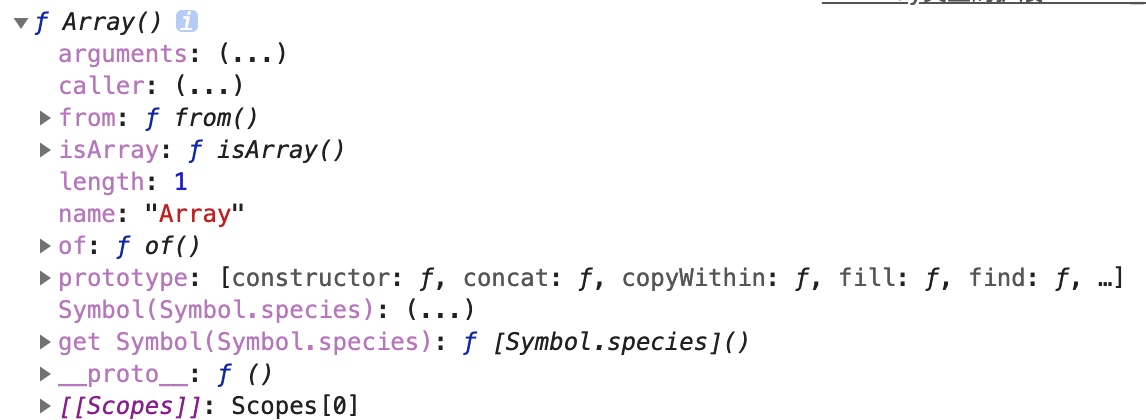 ƒ Array() i
arguments: (...)
caller: (...)
from: ƒ from()
isArray: ƒ isArray()
length: 1
name: "Array"
of: ƒ of()
prototype: [constructor: ƒ, concat: ƒ, copyWithin: ƒ, fill: ƒ, find: ƒ, …]
Symbol(Symbol.species): (...)
get Symbol(Symbol.species): ƒ [Symbol.species]()
__proto__: ƒ ()
[[Scopes]]: Scopes[0]